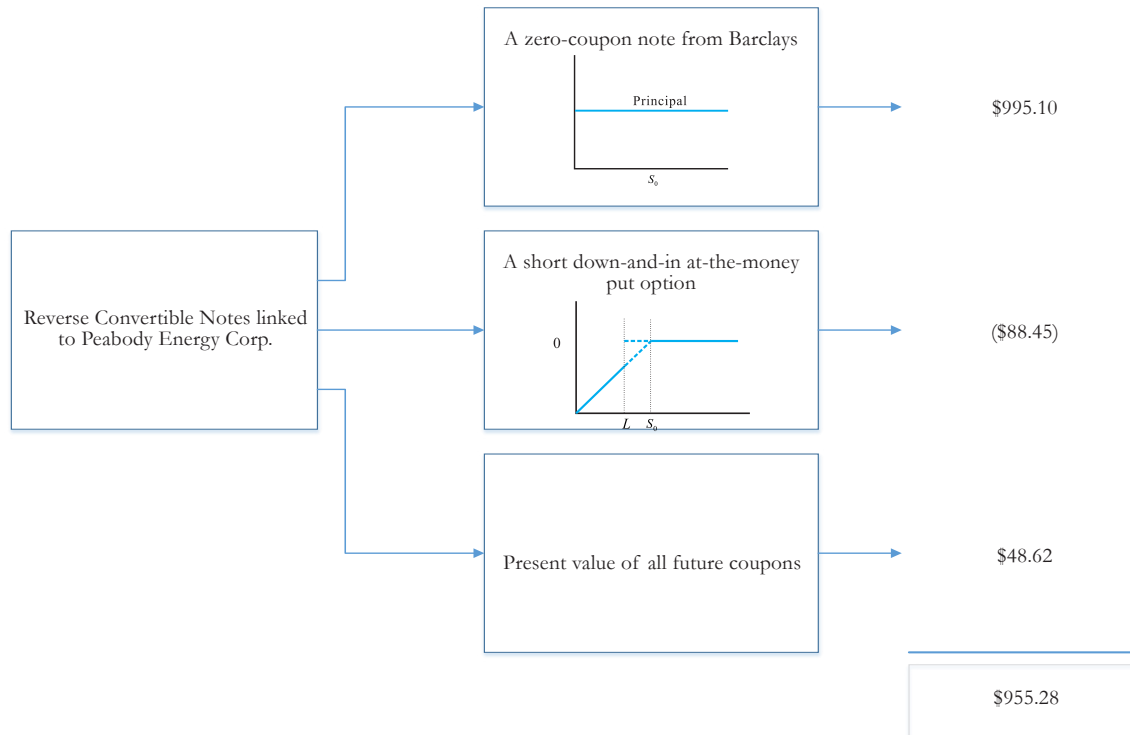 A zero-coupon note from Barclays
Principal
S0
$995.10
Reverse Convertible Notes linked
to Peabody Energy Corp.
A short down-and-in at-the-money
put option
0
L S0
($88.45)
Present value of all future coupons
$48.62
$955.28